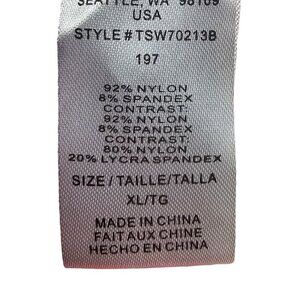 SEATTLE, WA 98109
USA
STYLE # TSW70213B
197
92% NYLON
8% SPANDEX
CONTRAST:
92% NYLON
8% SPANDEX
CONTRAST:
80% NYLON
20% LYCRA SPANDEX
SIZE/TAILLE/TALLA
XL/TG
MADE IN CHINA
FAIT AUX CHINE
HECHO EN CHINA